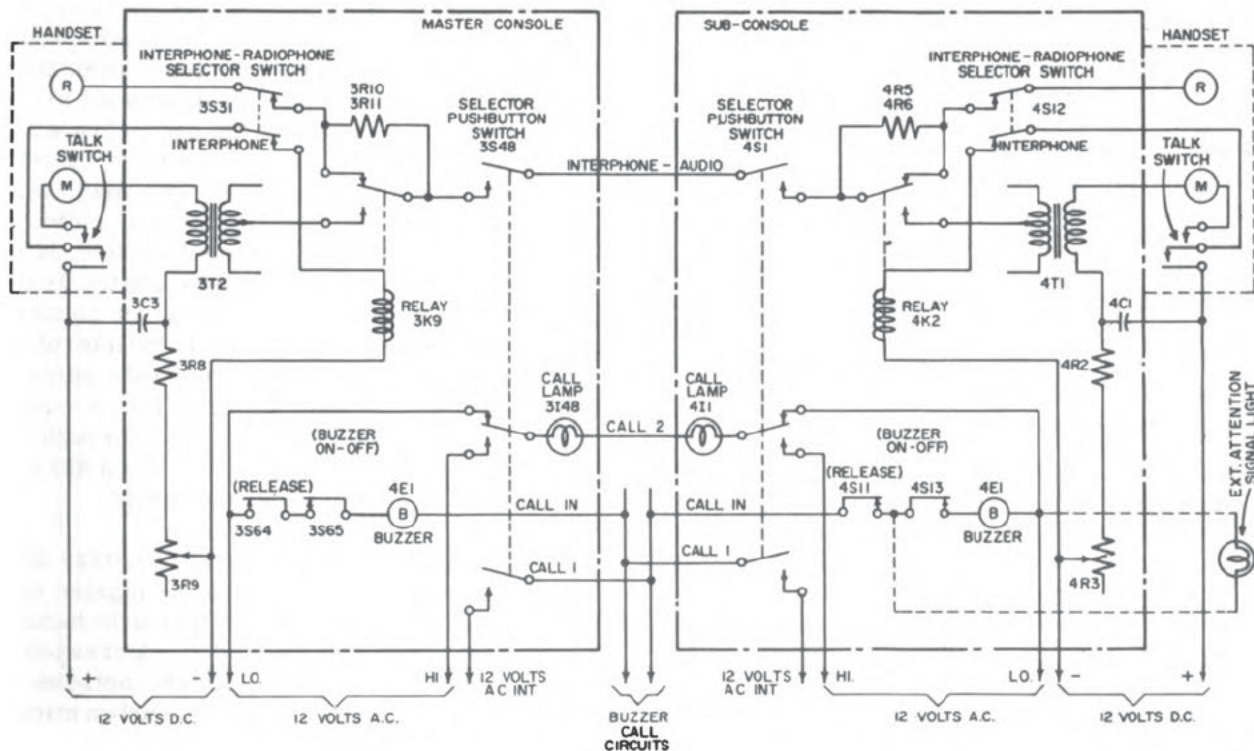 MASTER CONSOLE
SUB-CONSOLE
HANDSET
HANDSET
INTERPHONE-RADIOPHONE
SELECTOR SWITCH
3S31
R
3R10
3R11
SELECTOR
PUSHBUTTON
SWITCH
3S48
TALK
SWITCH
INTERPHONE
M
3T2
3C3
3R8
3R9
RELAY
3K9
INTERPHONE - AUDIO
SELECTOR
PUSHBUTTON
SWITCH
4S1
4R5
4R6
INTERPHONE-RADIOPHONE
SELECTOR SWITCH
4S12
R
INTERPHONE
TALK
SWITCH
M
4T1
4C1
4R2
4R3
RELAY
4K2
CALL
LAMP
3I48
CALL 2
CALL
LAMP
4I1
(BUZZER
ON-OFF)
(RELEASE)
3S64
3S65
4E1
B
BUZZER
CALL IN
CALL I
CALL IN
CALL I
(BUZZER
ON-OFF)
(RELEASE)
4S11
4S13
4E1
B
BUZZER
EXT. ATTENTION
SIGNAL LIGHT
+
-
LO.
HI
12 VOLTS
AC INT
12 VOLTS
AC INT
HI.
LO.
-
+
12 VOLTS D.C.
12 VOLTS A.C.
BUZZER
CALL
CIRCUITS
12 VOLTS A.C.
12 VOLTS D.C.